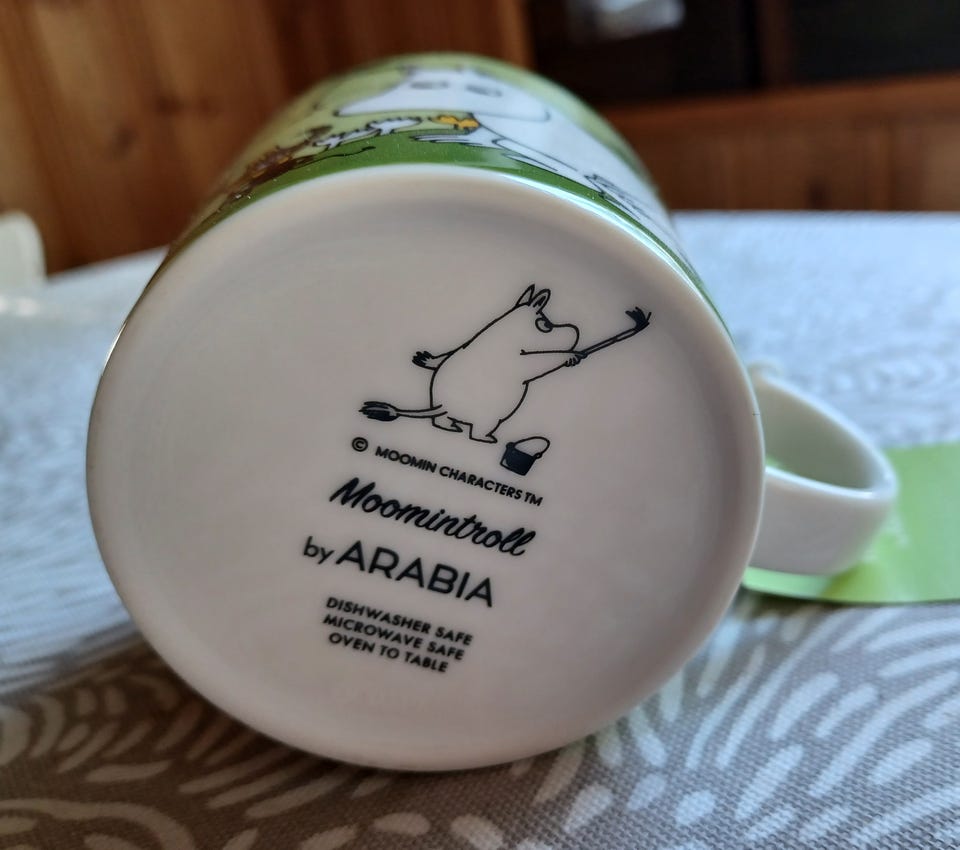 © MOOMIN CHARACTERS TM
Moomintroll
by ARABIA
DISHWASHER SAFE
MICROWAVE SAFE
OVEN TO TABLE